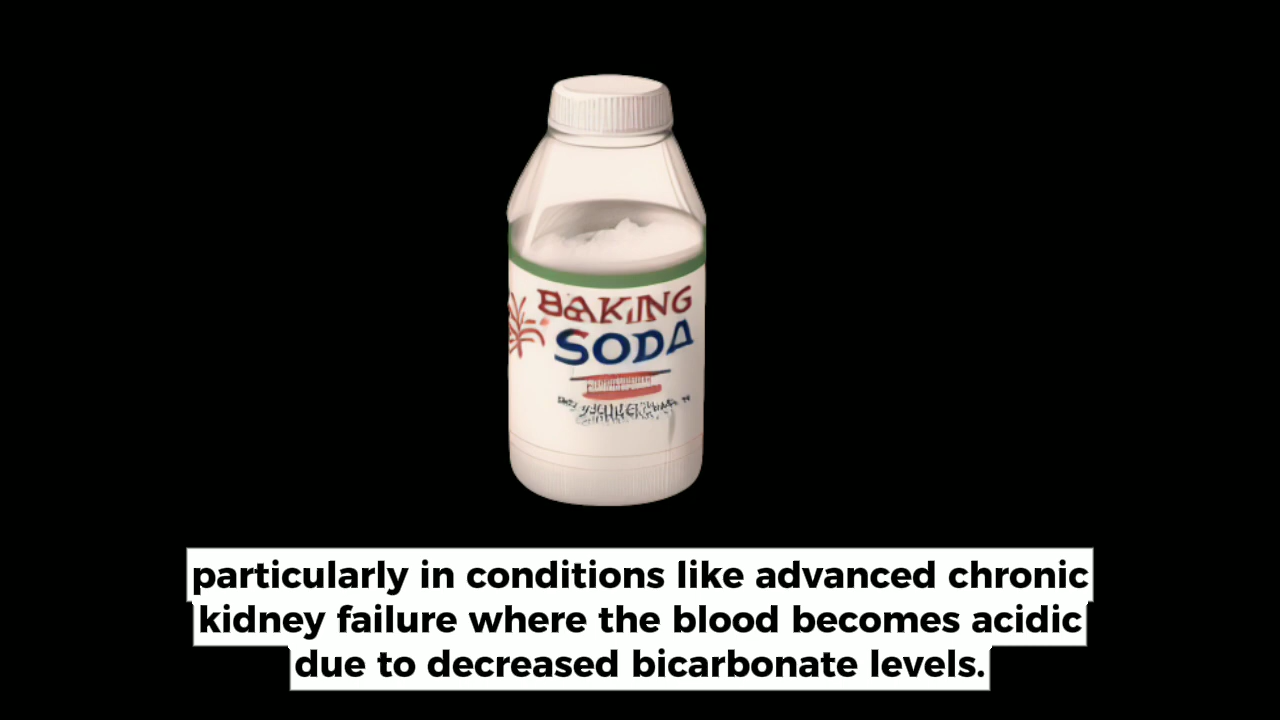 BAKING
SODA
particularly in conditions like advanced chronic
kidney failure where the blood becomes acidic
due to decreased bicarbonate levels.